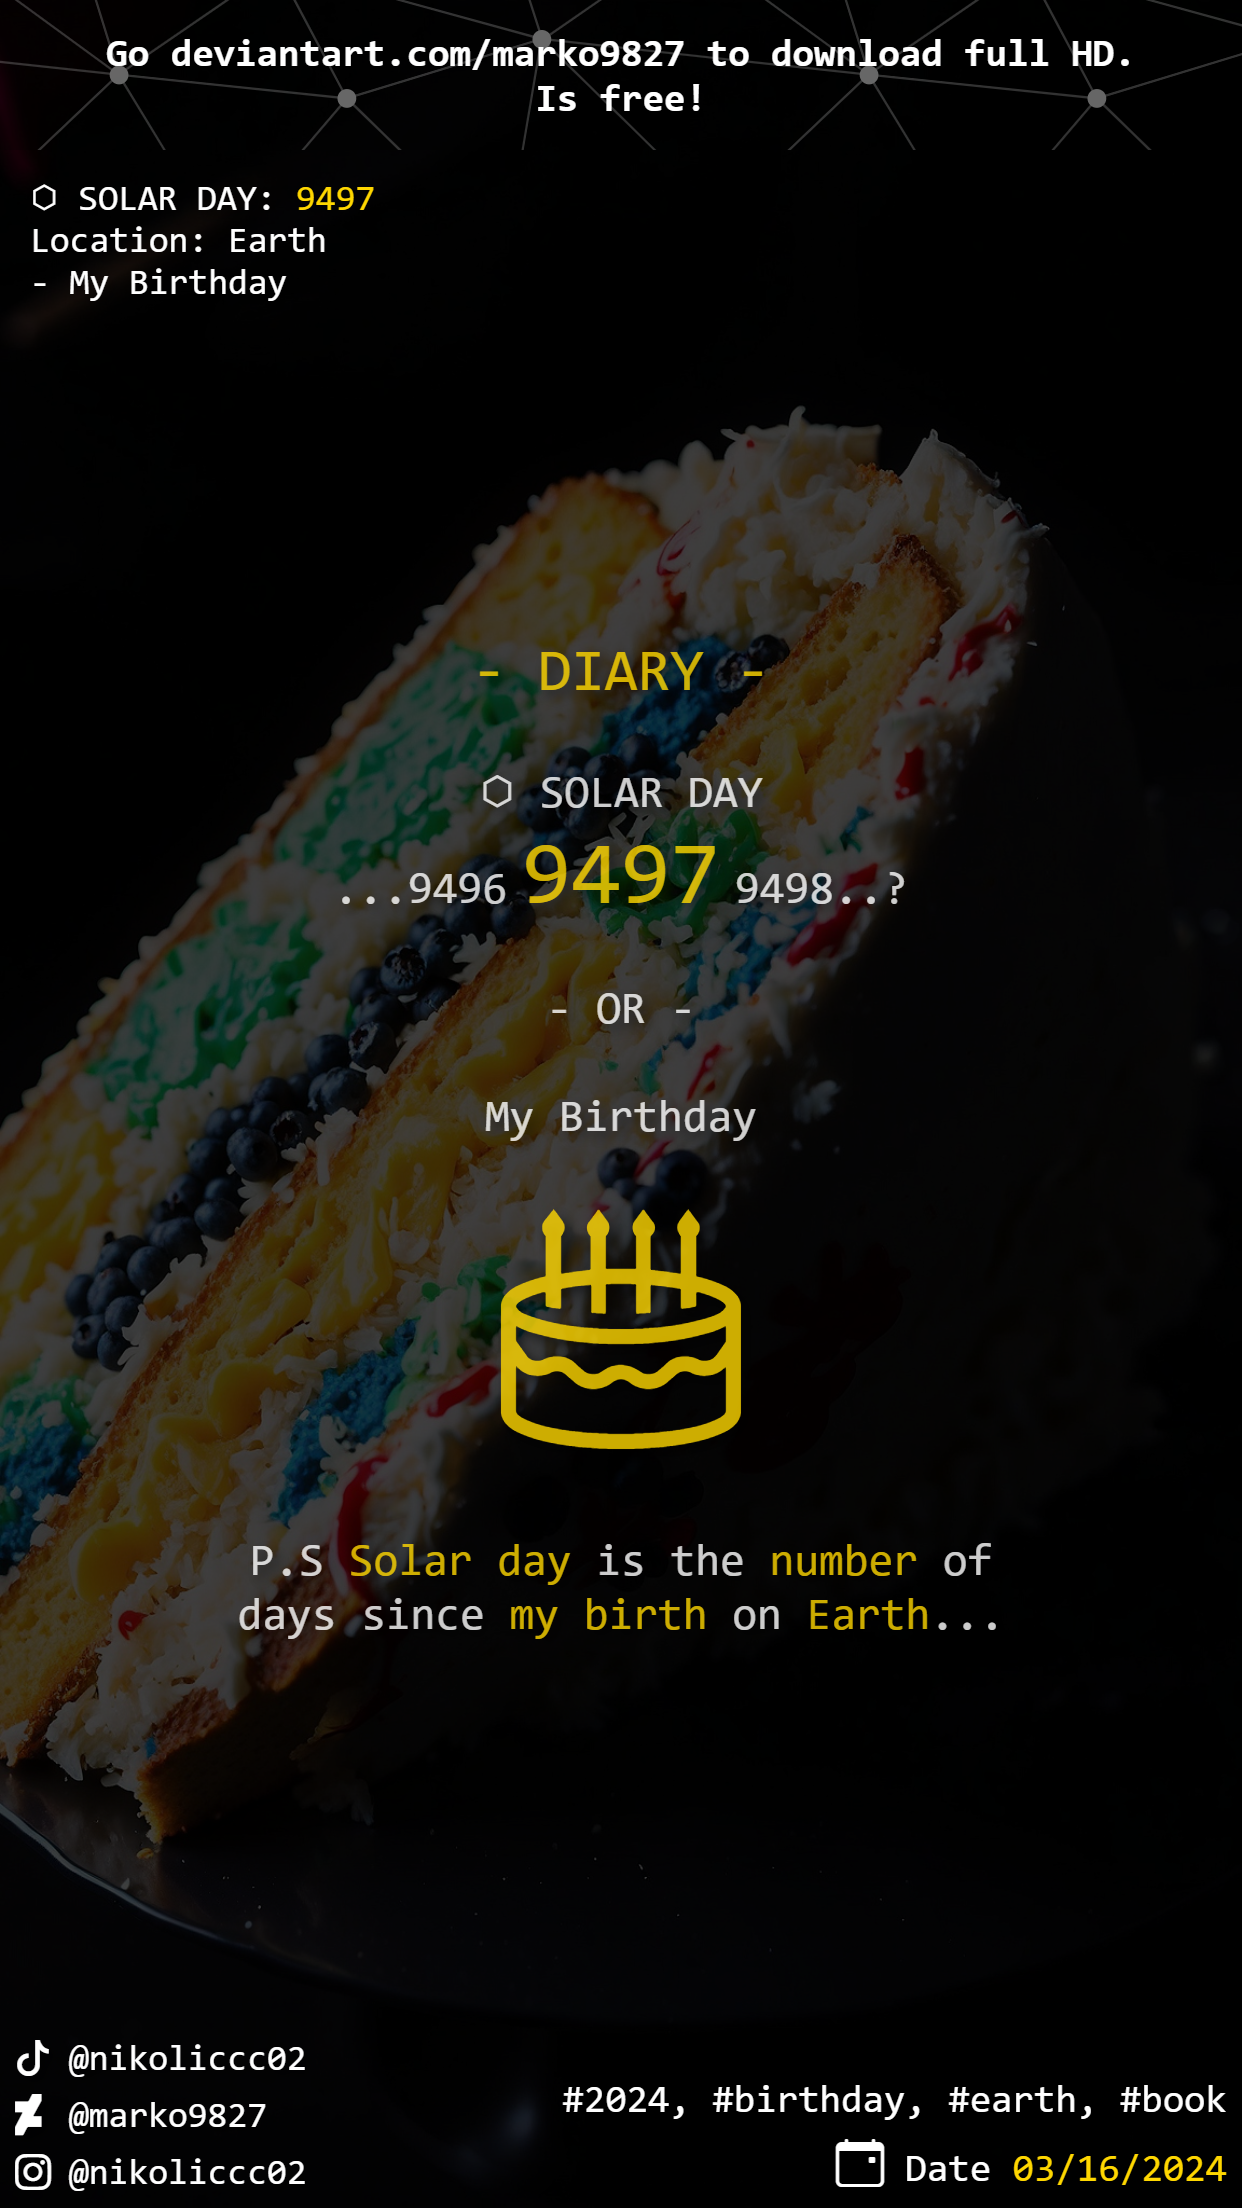 Go deviantart.com/marko9827 to download full HD.
Is free!
⬡ SOLAR DAY: 9497
Location: Earth
- My Birthday
- DIARY -
⬡ SOLAR DAY
...9496 9497 9498..?
- OR -
My Birthday
P.S Solar day is the number of
days since my birth on Earth...
@nikoliccc02
@marko9827
@nikoliccc02
#2024, #birthday, #earth, #book
Date 03/16/2024